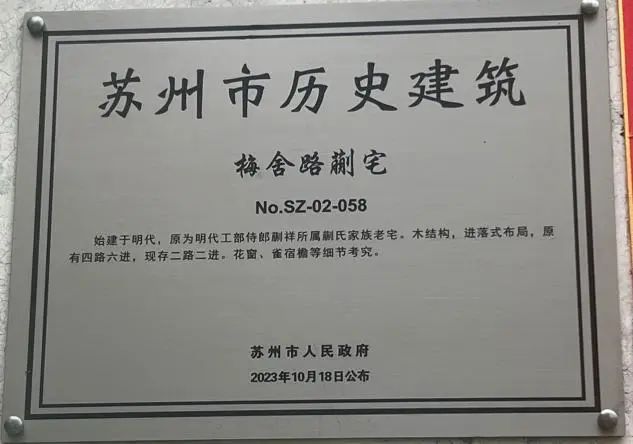 苏州市历史建筑
梅舍路蒯宅
No.SZ-02-058
始建于明代，原为明代工部侍郎蒯祥所属蒯氏家族老宅。木结构，进落式布局，原
有四路六进，现存二路二进。花窗、雀宿檐等细节考究。
苏州市人民政府
2023年10月18日公布